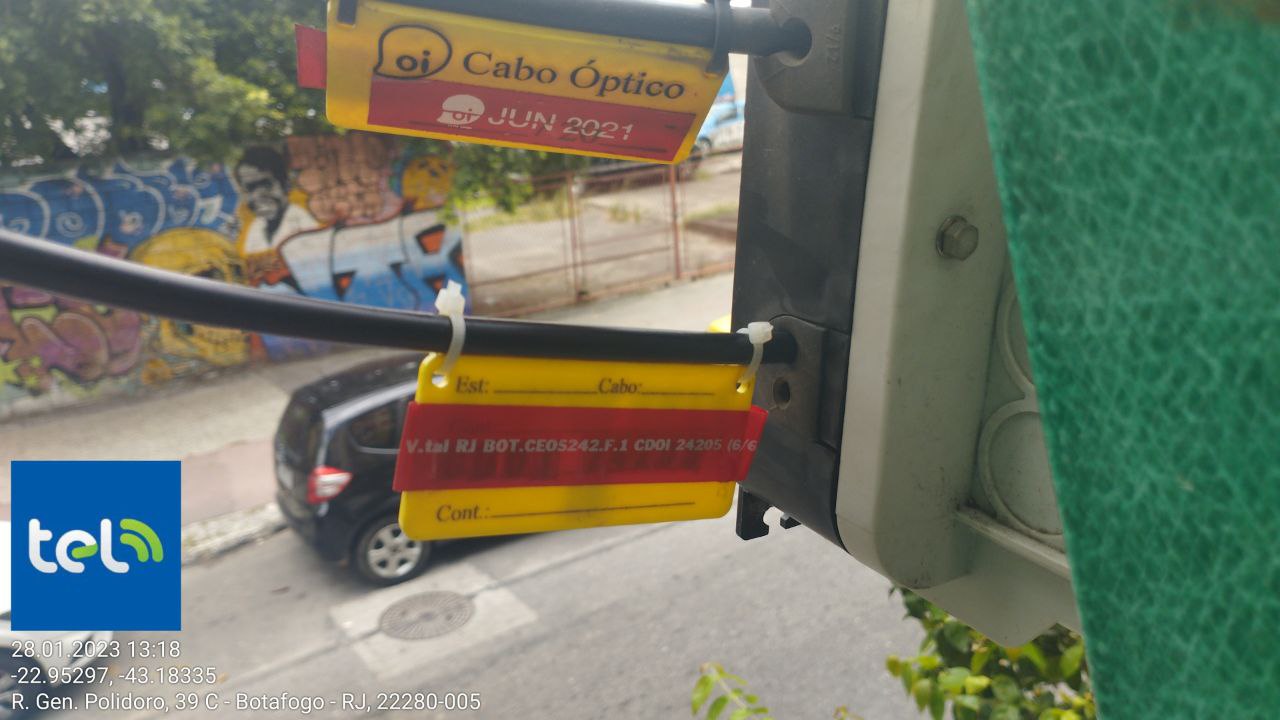 oi Cabo Óptico
oi JUN 2021
Est: Cabo:
V.tal RJ BOT.CEOS242.F.1 CDOI 24205 (6/6
Cont.:
tel
28.01.2023 13:18
-22.95297, -43.18335
R. Gen. Polidoro, 39 C - Botafogo - RJ, 22280-005